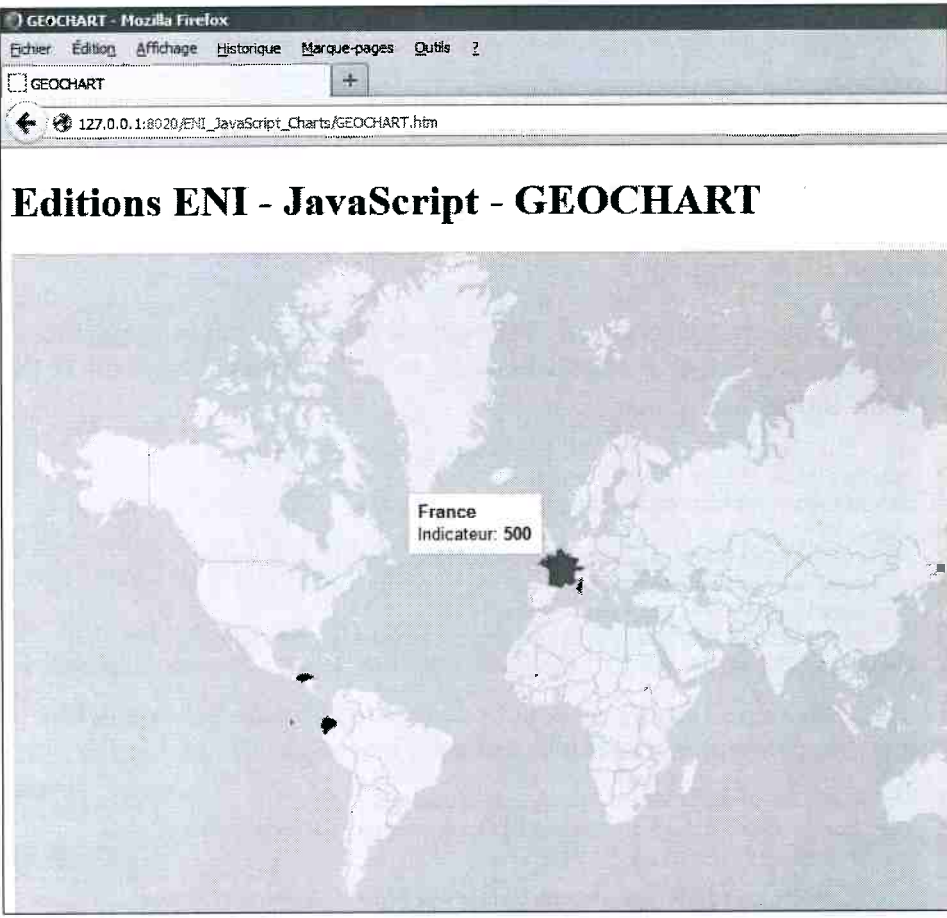 GEOCHART - Mozilla Firefox
Fichier Édition Affichage Historique Marque-pages Outils ?
GEOCHART +
127.0.0.1:8020/ENI_JavaScript_Charts/GEOCHART.htm
Editions ENI - JavaScript - GEOCHART
France
Indicateur: 500